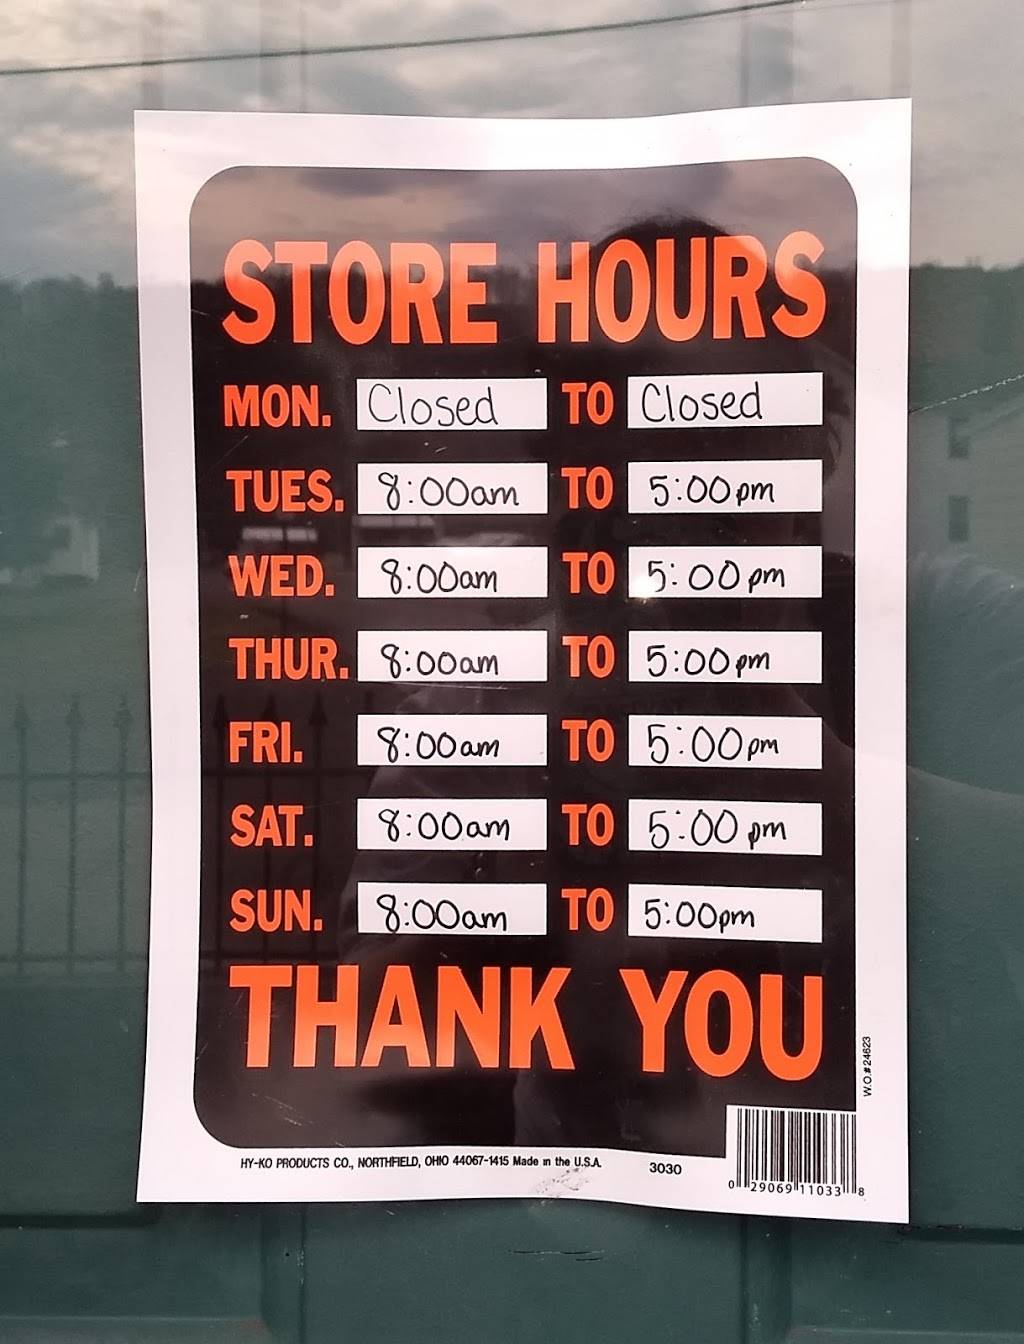 STORE HOURS
MON. Closed TO Closed
TUES. 8:00am TO 5:00pm
WED. 8:00am TO 5:00pm
THUR. 8:00am TO 5:00pm
FRI. 8:00am TO 5:00pm
SAT. 8:00am TO 5:00pm
SUN. 8:00am TO 5:00pm
THANK YOU
W.O.#24623
HY-KO PRODUCTS CO., NORTHFIELD, OHIO 44067-1415 Made in the U.S.A. 3030
0 29069 11033 8